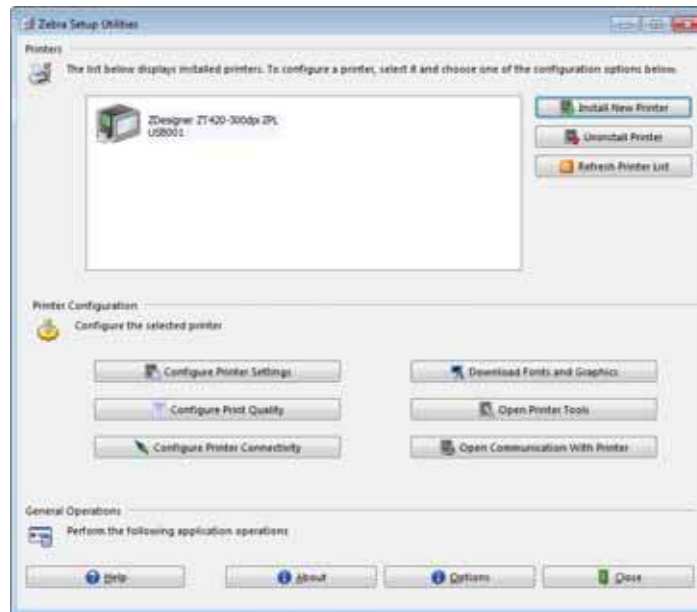 Zebra Setup Utilities
Printers
The list below displays installed printers. To configure a printer, select it and choose one of the configuration options below.
ZDesigner ZT420-300dpi ZPL
USB001
Install New Printer
Uninstall Printer
Refresh Printer List
Printer Configuration
Configure the selected printer
Configure Printer Settings
Download Fonts and Graphics
Configure Print Quality
Open Printer Tools
Configure Printer Connectivity
Open Communication With Printer
General Operations
Perform the following application operations
Help
About
Options
Close